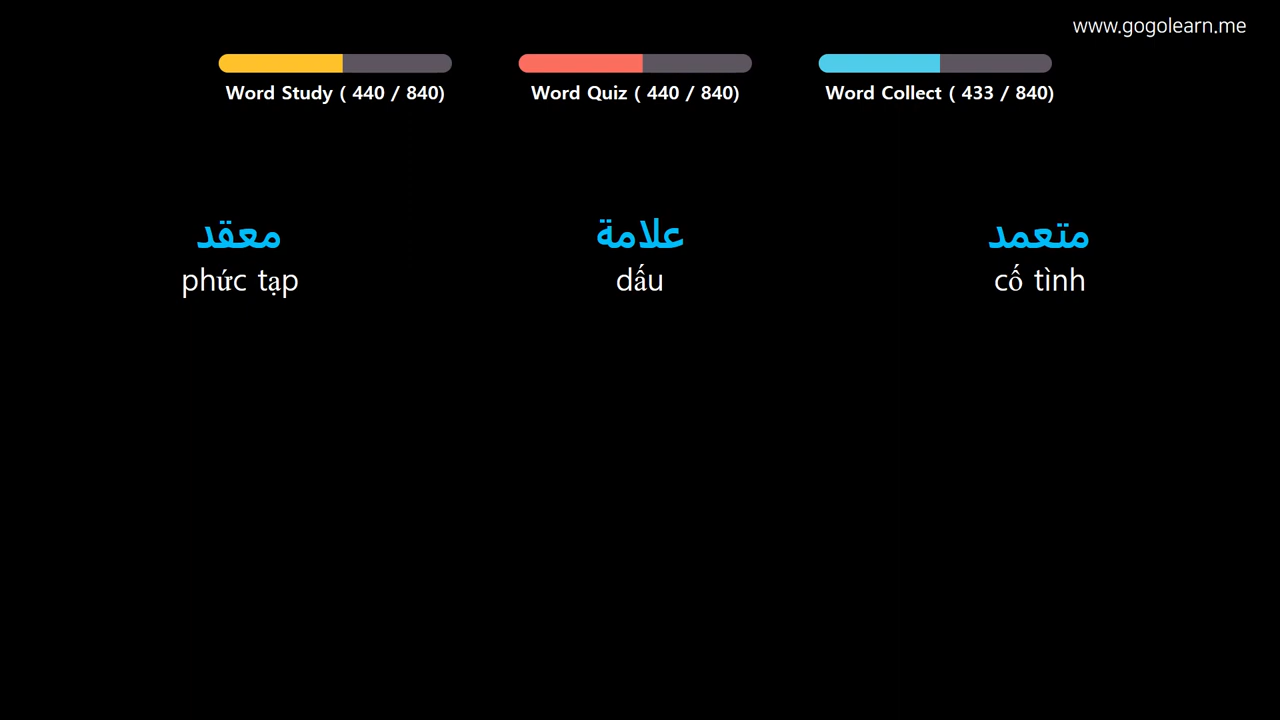 www.gogolearn.me
Word Study ( 440 / 840)
Word Quiz ( 440 / 840)
Word Collect ( 433 / 840)
معقد
phức tạp
علامة
dấu
متعمد
cố tình